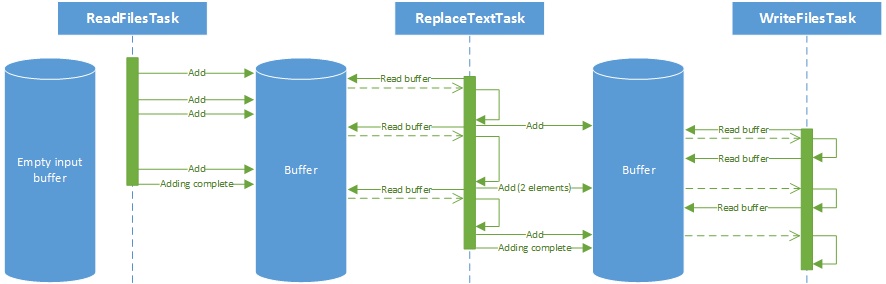 ReadFilesTask
ReplaceTextTask
WriteFilesTask
Add
Read buffer
Add
Add
Read buffer
Add
Read buffer
Empty input
buffer
Buffer
Buffer
Read buffer
Add
Adding complete
Read buffer
Add (2 elements)
Read buffer
Add
Adding complete